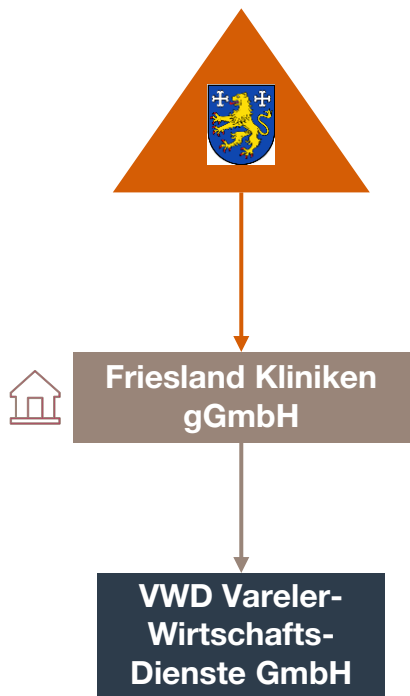 Friesland Kliniken
gGmbH
VWD Vareler-
Wirtschafts-
Dienste GmbH